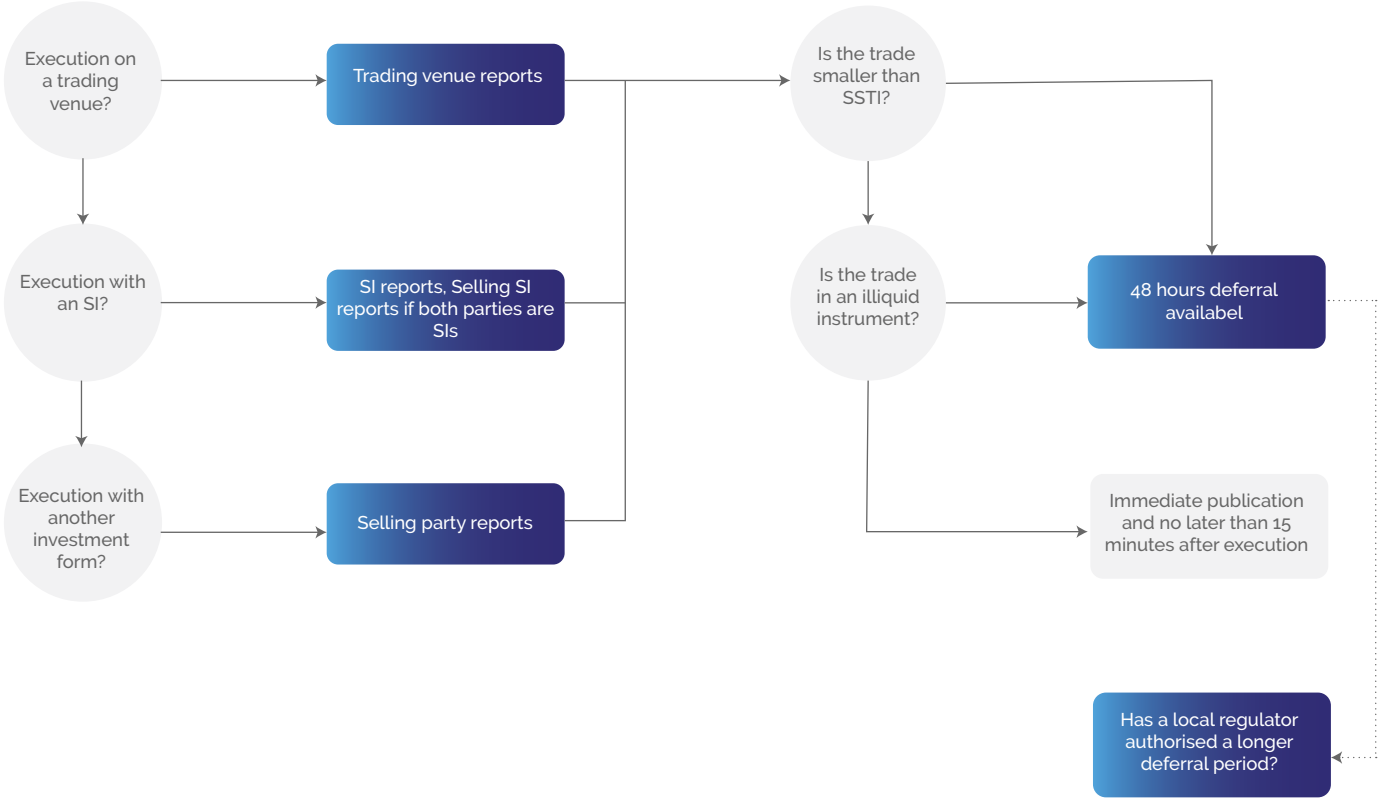 Execution on
a trading
venue?
Trading venue reports
Is the trade
smaller than
SSTI?
Execution with
an SI?
SI reports, Selling SI
reports if both parties are
SIs
Is the trade
in an illiquid
instrument?
48 hours deferral
availabel
Execution with
another
investment
form?
Selling party reports
Immediate publication
and no later than 15
minutes after execution
Has a local regulator
authorised a longer
deferral period?